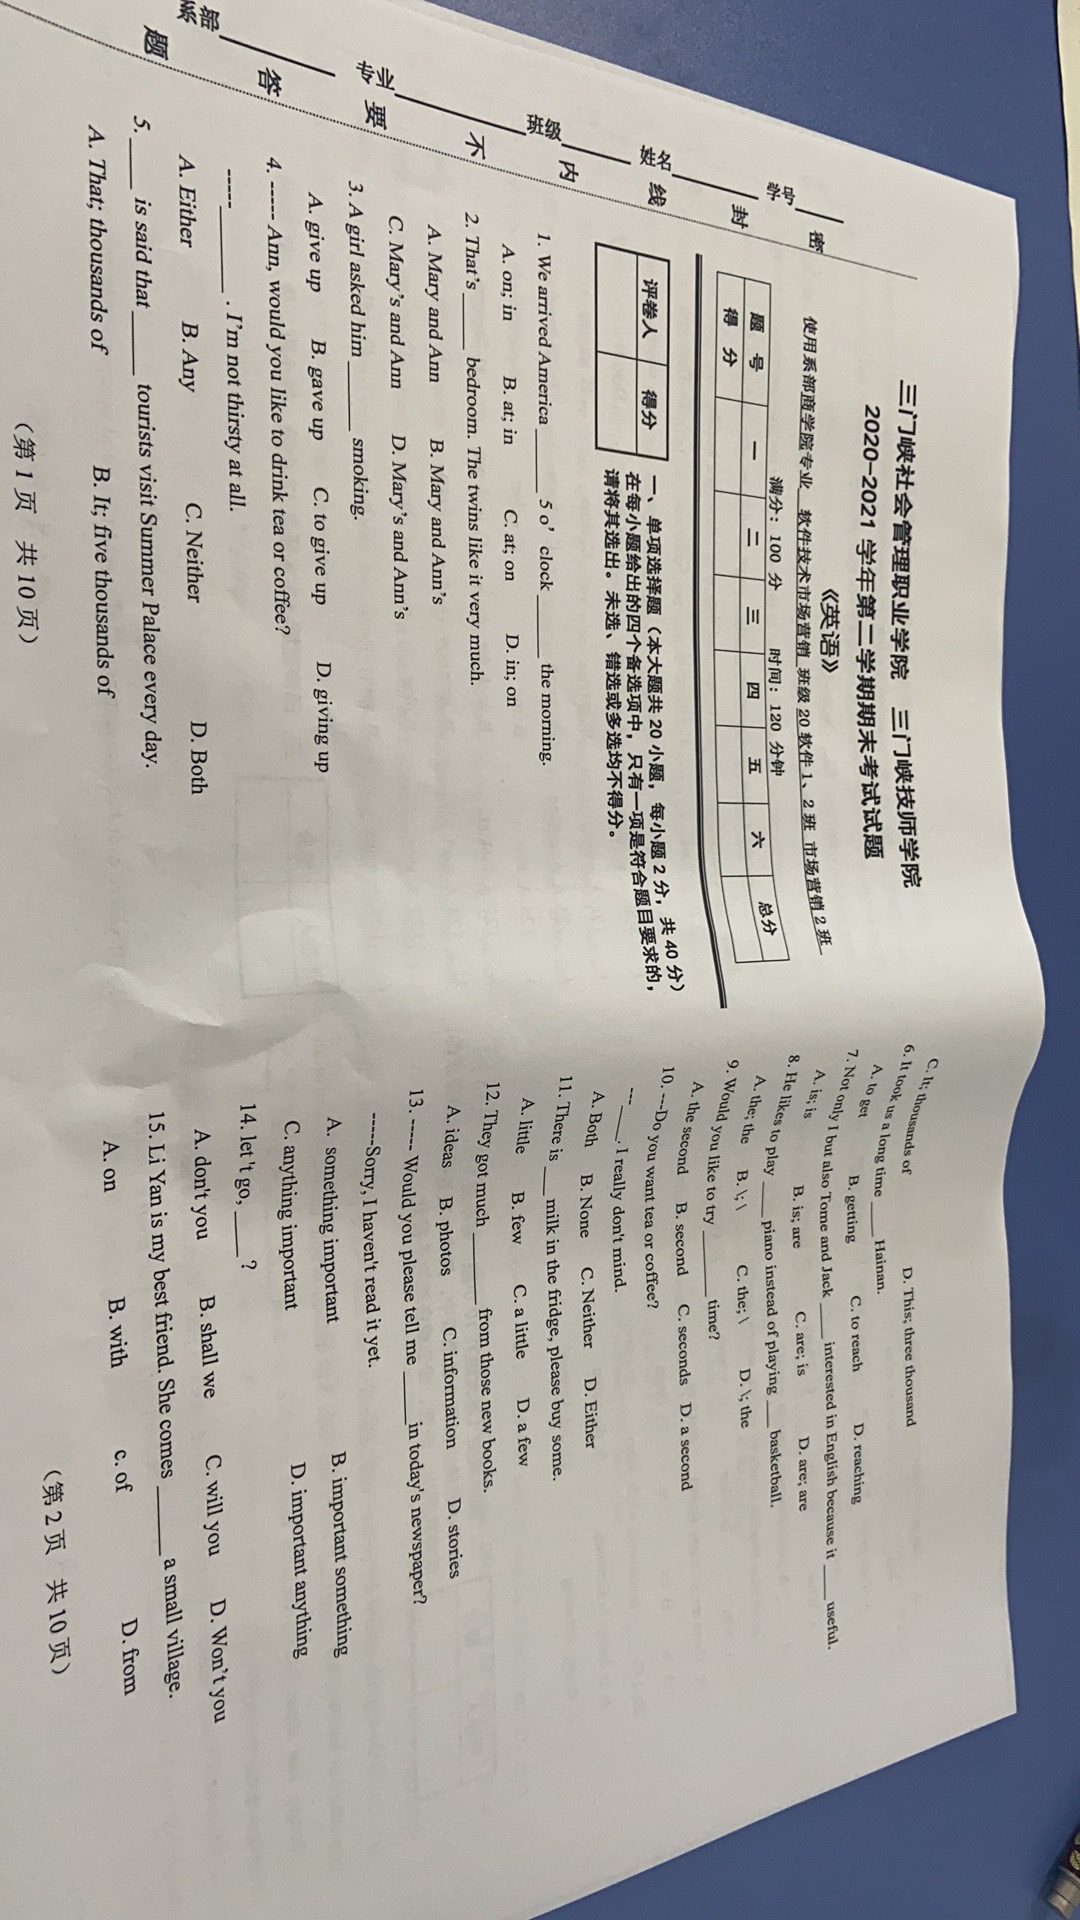 三门峡社会管理职业学院 三门峡技师学院
2020-2021 学年第二学期期末考试试题
《英语》
使用系部商学院专业 软件技术市场营销 班级 20 软件 1、2 班 市场营销 2 班
满分：100 分 时间：120 分钟
题 号 一 二 三 四 五 六 总分
得 分
评卷人 得分
一、单项选择题（本大题共 20 小题，每小题 2 分，共 40 分）
在每小题给出的四个备选项中，只有一项是符合题目要求的，
请将其选出。未选、错选或多选均不得分。
1. We arrived America ______ 5 o’clock ______ the morning.
A. on; in B. at; in C. at; on D. in; on
2. That’s ______ bedroom. The twins like it very much.
A. Mary and Ann B. Mary and Ann’s
C. Mary’s and Ann D. Mary’s and Ann’s
3. A girl asked him ______ smoking.
A. give up B. gave up C. to give up D. giving up
4. ----- Ann, would you like to drink tea or coffee?
-----________ . I’m not thirsty at all.
A. Either B. Any C. Neither D. Both
5. _____ is said that ______ tourists visit Summer Palace every day.
A. That; thousands of B. It; five thousands of
（第 1 页 共 10 页）
C. It; thousands of D. This; three thousand
6. It took us a long time ____ Hainan.
A. to get B. getting C. to reach D. reaching
7. Not only I but also Tome and Jack ____ interested in English because it ____ useful.
A. is; is B. is; are C. are; is D. are; are
8. He likes to play ____ piano instead of playing ___ basketball.
A. the; the B. \; \ C. the; \ D. \; the
9. Would you like to try ______ time?
A. the second B. second C. seconds D. a second
10. ---Do you want tea or coffee?
--- ____. I really don't mind.
A. Both B. None C. Neither D. Either
11. There is ___ milk in the fridge, please buy some.
A. little B. few C. a little D. a few
12. They got much _______ from those new books.
A. ideas B. photos C. information D. stories
13. ----- Would you please tell me _____ in today's newspaper?
-----Sorry, I haven't read it yet.
A. something important B. important something
C. anything important D. important anything
14. let 't go, ____ ?
A. don't you B. shall we C. will you D. Won’t you
15. Li Yan is my best friend. She comes ______ a small village.
A. on B. with c. of D. from
（第 2 页 共 10 页）
学号
姓名
班级
专业
密 封 线 内 不 要 答 题